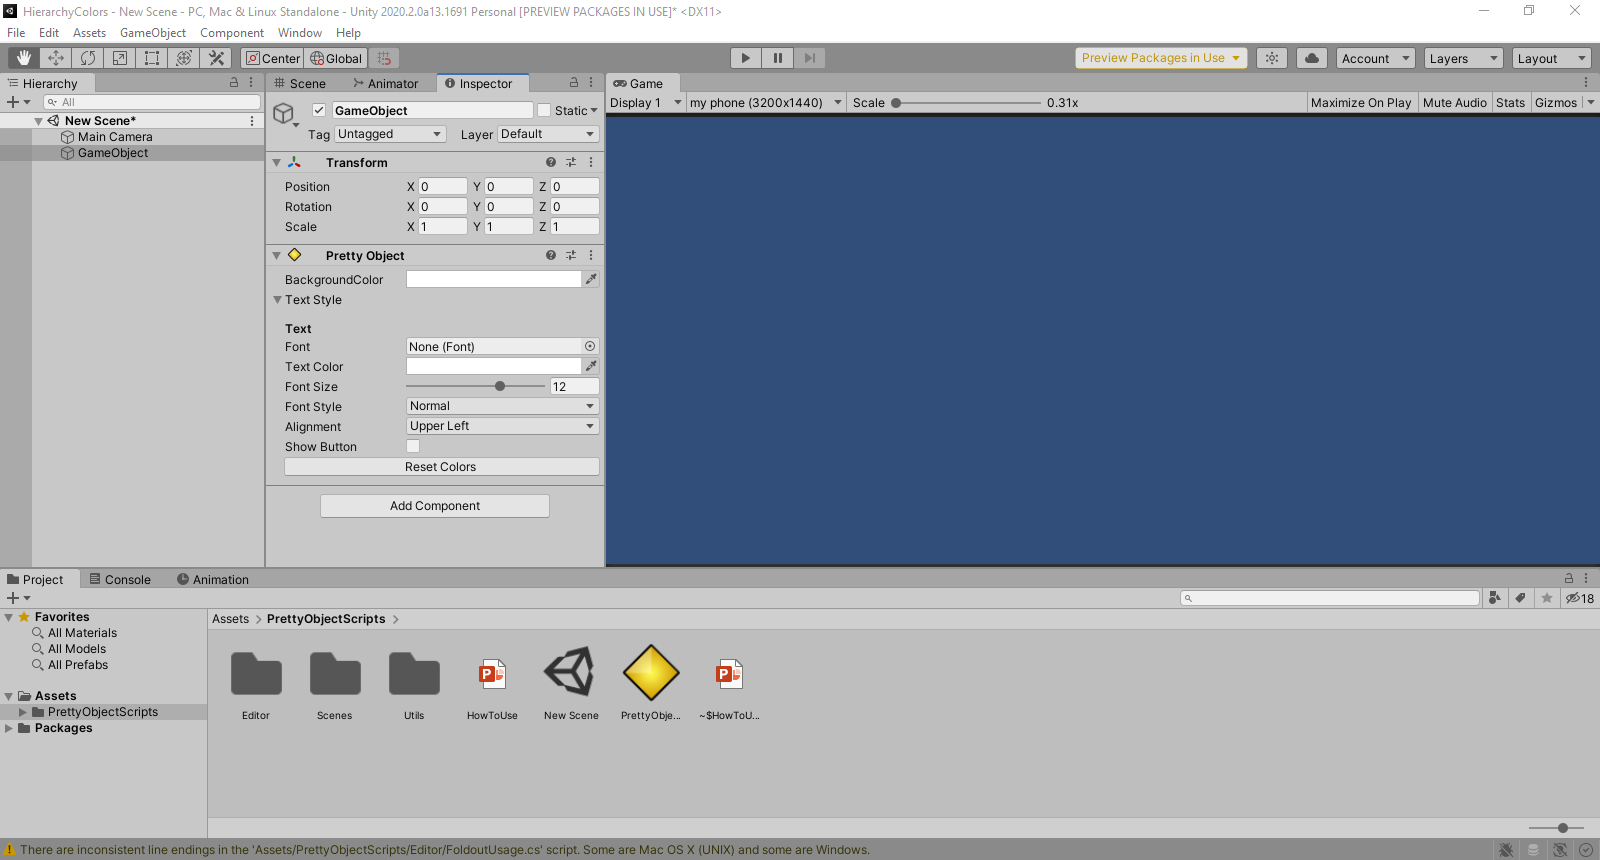 HierarchyColors - New Scene - PC, Mac & Linux Standalone - Unity 2020.2.0a13.1691 Personal [PREVIEW PACKAGES IN USE]* <DX11>
File Edit Assets GameObject Component Window Help
Center Global Preview Packages in Use Account Layers Layout
Hierarchy
All
New Scene*
Main Camera
GameObject
Scene Animator Inspector
GameObject Static
Tag Untagged Layer Default
Transform
Position X 0 Y 0 Z 0
Rotation X 0 Y 0 Z 0
Scale X 1 Y 1 Z 1
Pretty Object
BackgroundColor
Text Style
Text
Font None (Font)
Text Color
Font Size 12
Font Style Normal
Alignment Upper Left
Show Button
Reset Colors
Add Component
Game
Display 1 my phone (3200x1440) Scale 0.31x Maximize On Play Mute Audio Stats Gizmos
Project Console Animation
18
Favorites
All Materials
All Models
All Prefabs
Assets
PrettyObjectScripts
Packages
Assets > PrettyObjectScripts >
Editor Scenes Utils HowToUse New Scene PrettyObje... ~$HowToU...
There are inconsistent line endings in the 'Assets/PrettyObjectScripts/Editor/FoldoutUsage.cs' script. Some are Mac OS X (UNIX) and some are Windows.